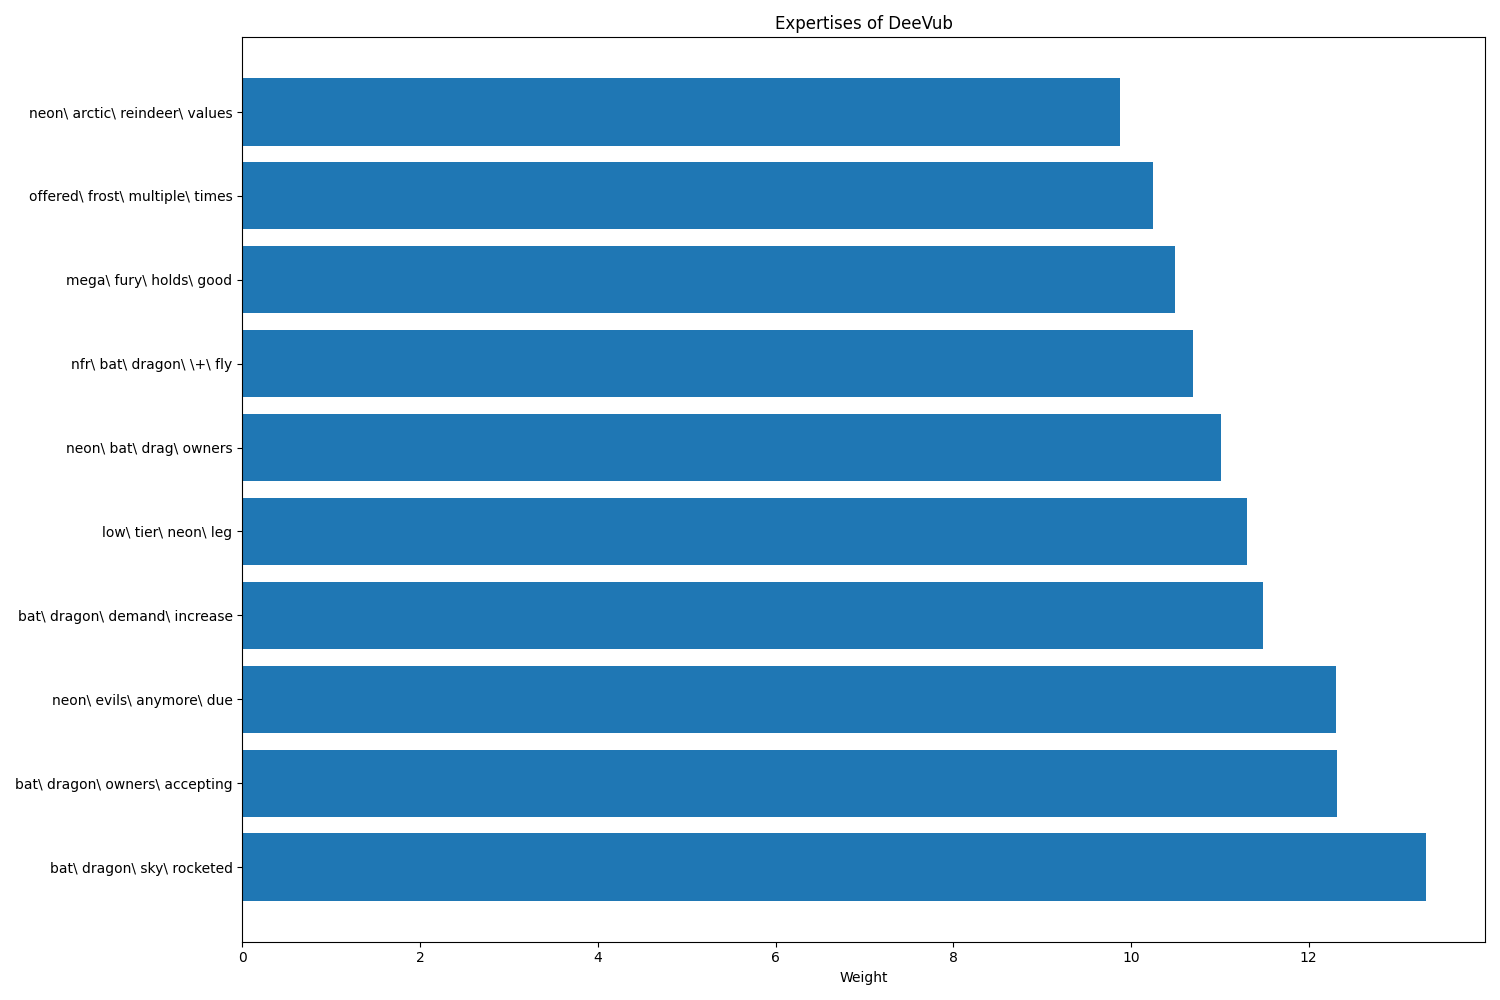 Expertises of DeeVub
neon\ arctic\ reindeer\ values
offered\ frost\ multiple\ times
mega\ fury\ holds\ good
nfr\ bat\ dragon\ \+\ fly
neon\ bat\ drag\ owners
low\ tier\ neon\ leg
bat\ dragon\ demand\ increase
neon\ evils\ anymore\ due
bat\ dragon\ owners\ accepting
bat\ dragon\ sky\ rocketed
0 2 4 6 8 10 12
Weight